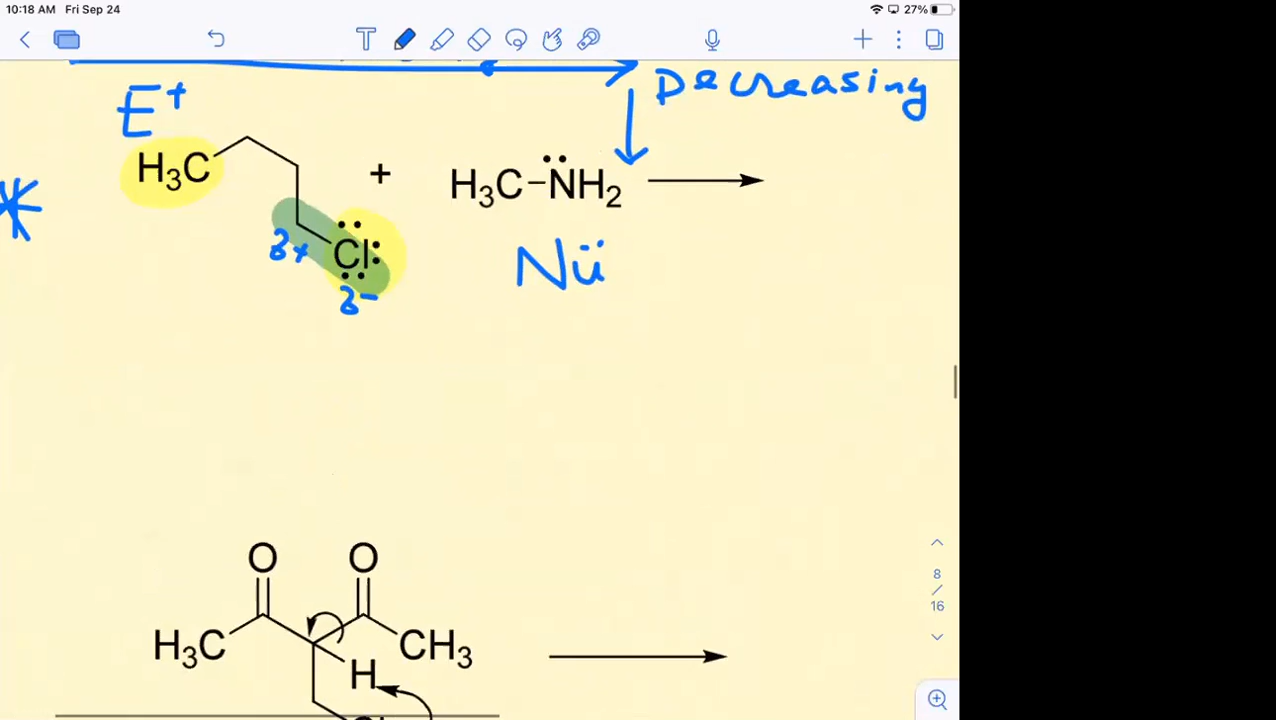 10:18 AM Fri Sep 24
27%
T
Decreasing
E+
H3C
+
H3C–NH2
Cl
δ+
δ-
Nü
O O
H3C
CH3
H
8
/
16